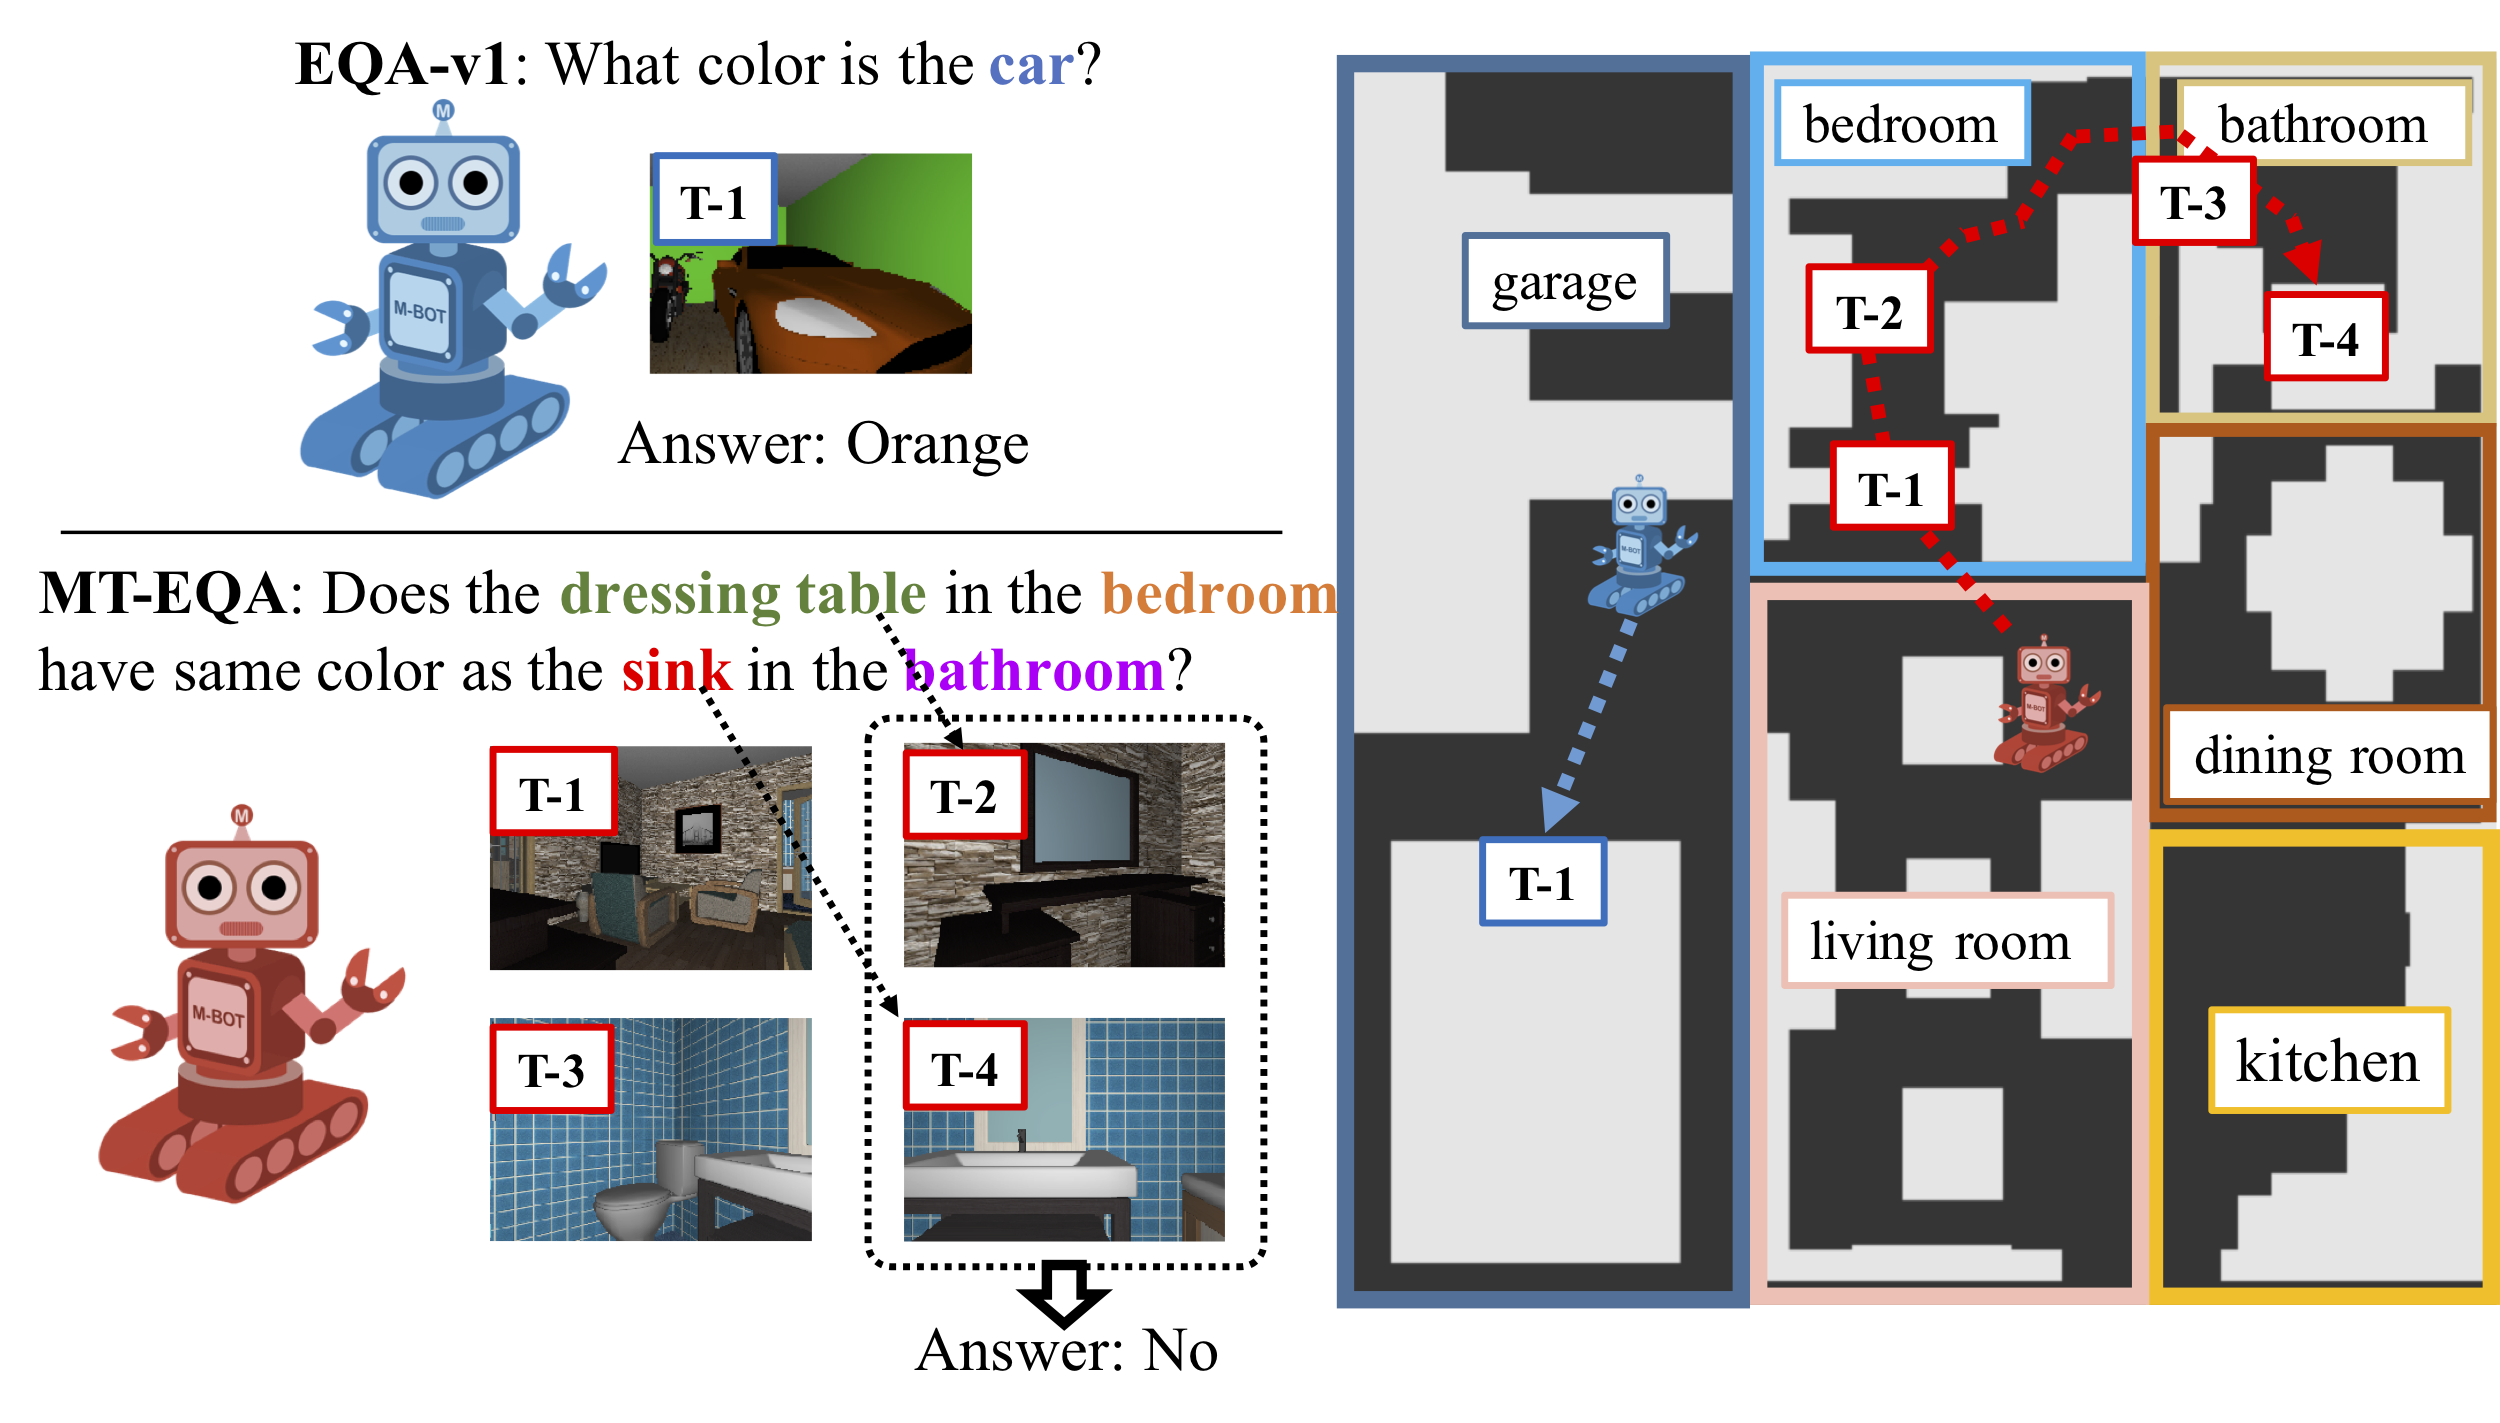 EQA-v1: What color is the car?
M
M-BOT
T-1
Answer: Orange
MT-EQA: Does the dressing table in the bedroom
have same color as the sink in the bathroom?
M
M-BOT
T-1
T-2
T-3
T-4
Answer: No
garage
M-BOT
T-1
bedroom
bathroom
T-3
T-2
T-4
T-1
M-BOT
dining room
living room
kitchen